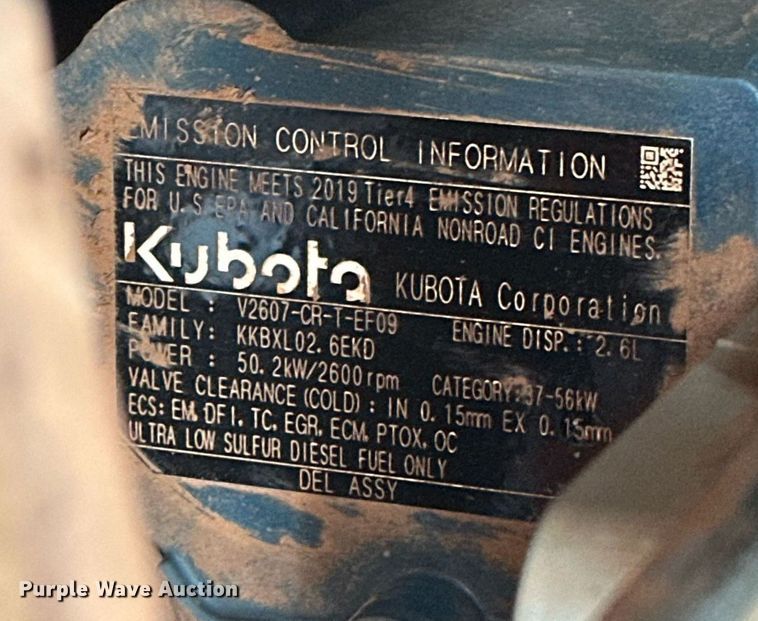 EMISSION CONTROL INFORMATION
THIS ENGINE MEETS 2019 Tier4 EMISSION REGULATIONS
FOR U.S EPA AND CALIFORNIA NONROAD CI ENGINES.
Kubota KUBOTA Corporation
MODEL : V2607-CR-T-EF09 ENGINE DISP.: 2.6L
FAMILY: KKBXL02.6EKD
POWER : 50.2kW/2600rpm CATEGORY:37-56kW
VALVE CLEARANCE (COLD) : IN 0.15mm EX 0.15mm
ECS: EM, DFI, TC, EGR, ECM, PTOX, OC
ULTRA LOW SULFUR DIESEL FUEL ONLY
DEL ASSY
Purple Wave Auction